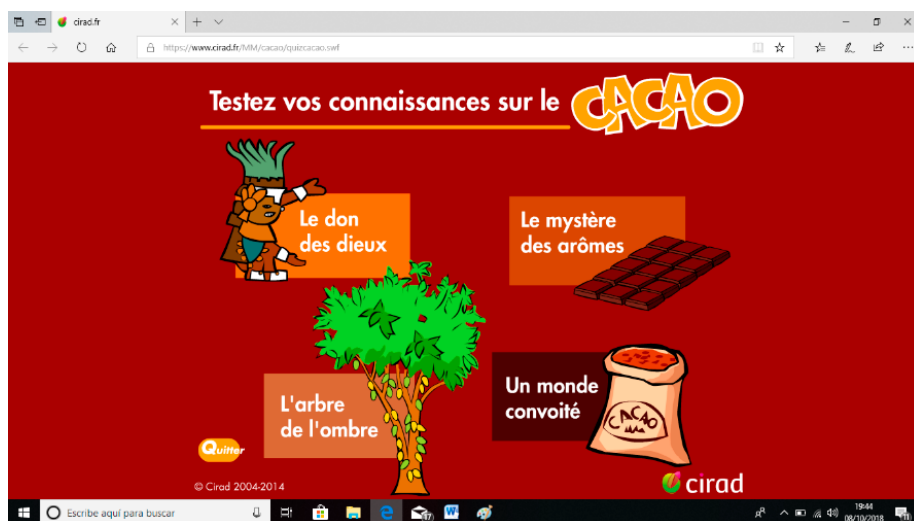 cirad.fr
https://www.cirad.fr/MM/cacao/quizcacao.swf
Testez vos connaissances sur le CACAO
Le don
des dieux
Le mystère
des arômes
L'arbre
de l'ombre
Un monde
convoité
CACAO
Quitter
© Cirad 2004-2014
cirad
Escribe aquí para buscar
19:44
08/10/2018